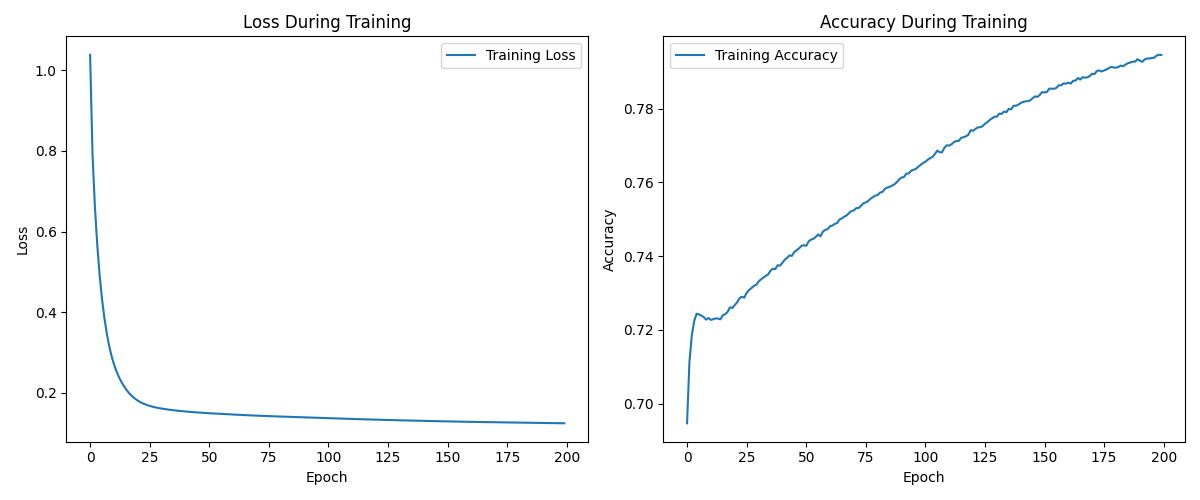 Loss During Training
Training Loss
Loss
1.0
0.8
0.6
0.4
0.2
0 25 50 75 100 125 150 175 200
Epoch
Accuracy During Training
Training Accuracy
Accuracy
0.78
0.76
0.74
0.72
0.70
0 25 50 75 100 125 150 175 200
Epoch